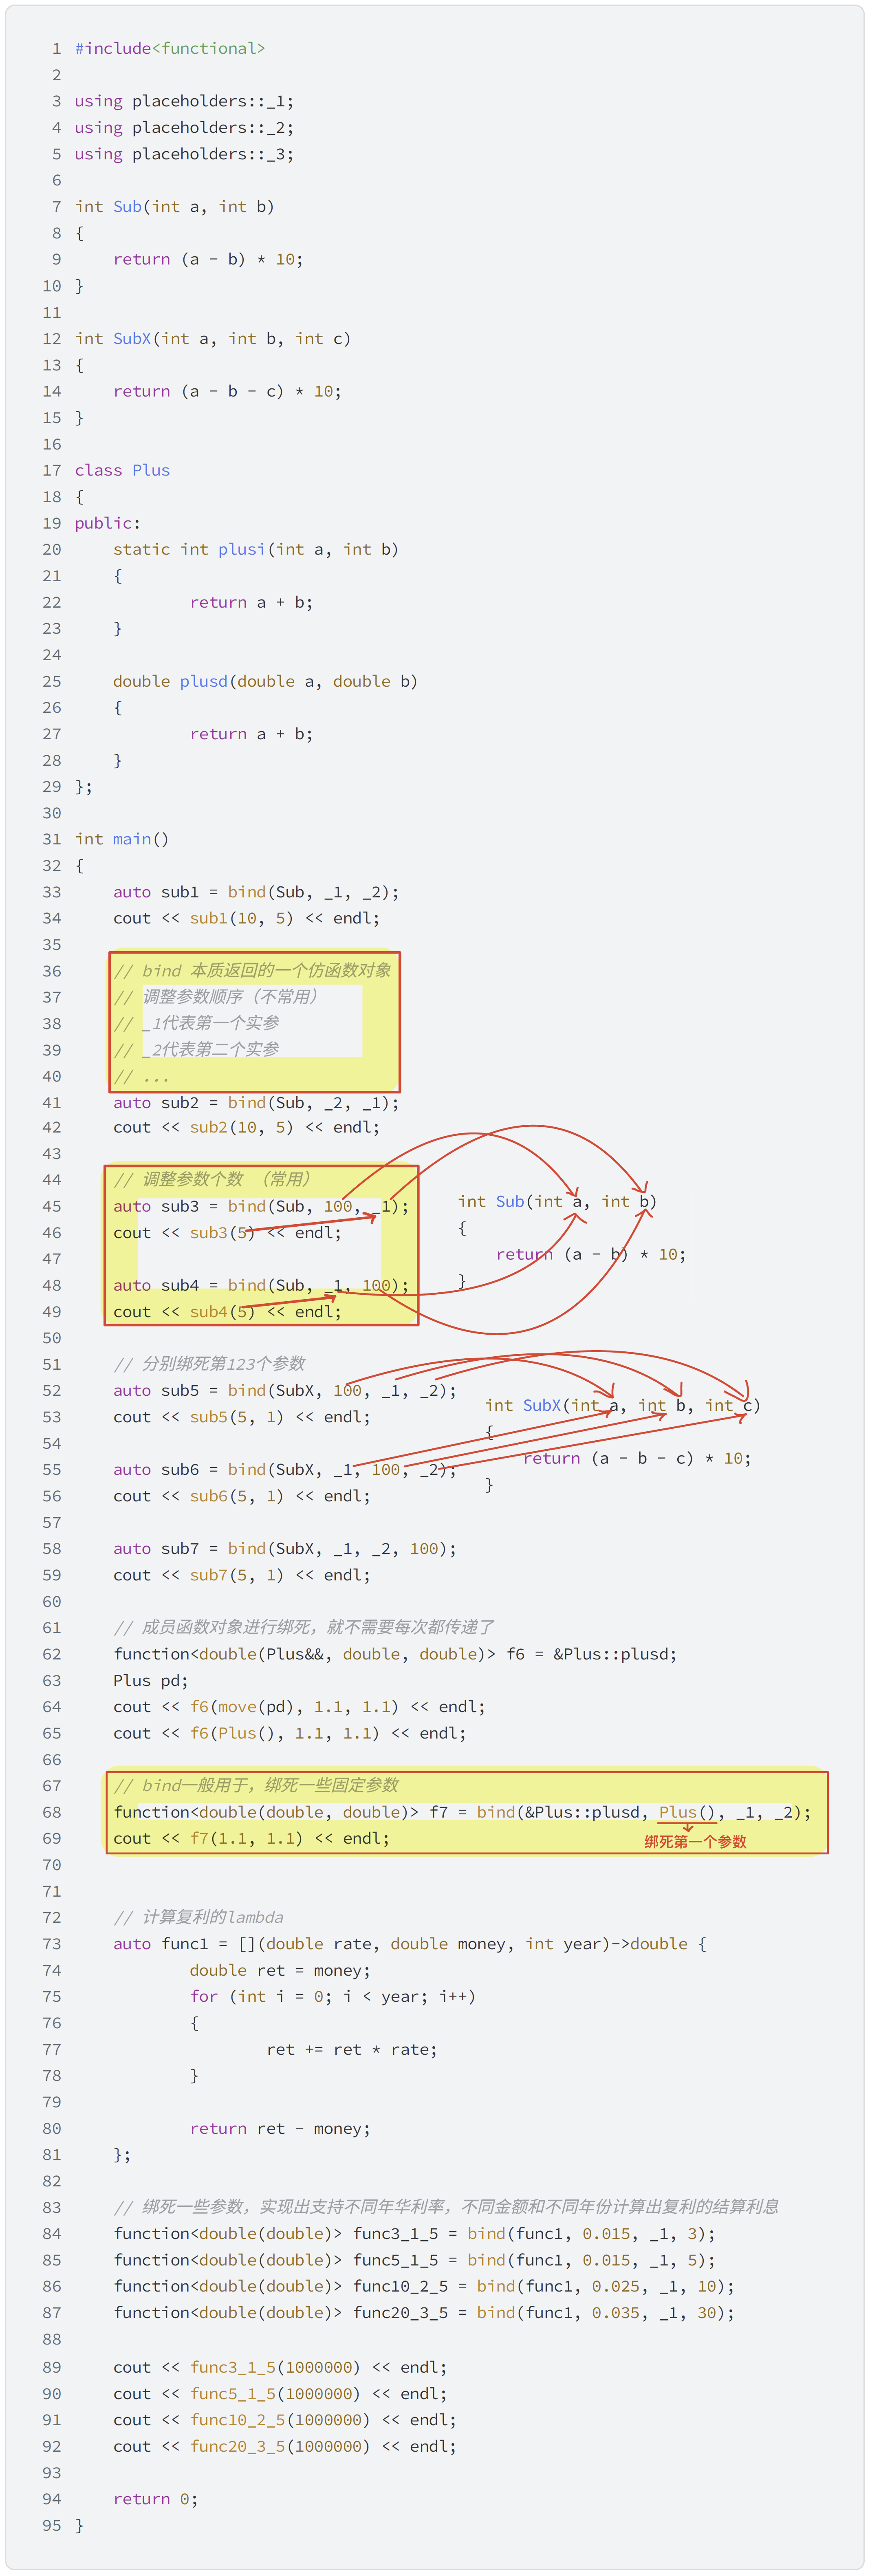 1 #include<functional>
2
3 using placeholders::_1;
4 using placeholders::_2;
5 using placeholders::_3;
6
7 int Sub(int a, int b)
8 {
9 return (a - b) * 10;
10 }
11
12 int SubX(int a, int b, int c)
13 {
14 return (a - b - c) * 10;
15 }
16
17 class Plus
18 {
19 public:
20 static int plusi(int a, int b)
21 {
22 return a + b;
23 }
24
25 double plusd(double a, double b)
26 {
27 return a + b;
28 }
29 };
30
31 int main()
32 {
33 auto sub1 = bind(Sub, _1, _2);
34 cout << sub1(10, 5) << endl;
35
36 // bind 本质返回的一个仿函数对象
37 // 调整参数顺序（不常用）
38 // _1代表第一个实参
39 // _2代表第二个实参
40 // ...
41 auto sub2 = bind(Sub, _2, _1);
42 cout << sub2(10, 5) << endl;
43
44 // 调整参数个数 （常用）
45 auto sub3 = bind(Sub, 100, _1);
46 cout << sub3(5) << endl;
47
48 auto sub4 = bind(Sub, _1, 100);
49 cout << sub4(5) << endl;
int Sub(int a, int b)
{
return (a - b) * 10;
}
50
51 // 分别绑死第123个参数
52 auto sub5 = bind(SubX, 100, _1, _2);
53 cout << sub5(5, 1) << endl;
54
55 auto sub6 = bind(SubX, _1, 100, _2);
56 cout << sub6(5, 1) << endl;
int SubX(int a, int b, int c)
{
return (a - b - c) * 10;
}
57
58 auto sub7 = bind(SubX, _1, _2, 100);
59 cout << sub7(5, 1) << endl;
60
61 // 成员函数对象进行绑死，就不需要每次都传递了
62 function<double(Plus&&, double, double)> f6 = &Plus::plusd;
63 Plus pd;
64 cout << f6(move(pd), 1.1, 1.1) << endl;
65 cout << f6(Plus(), 1.1, 1.1) << endl;
66
67 // bind一般用于，绑死一些固定参数
68 function<double(double, double)> f7 = bind(&Plus::plusd, Plus(), _1, _2);
69 cout << f7(1.1, 1.1) << endl;
绑死第一个参数
70
71
72 // 计算复利的lambda
73 auto func1 = [](double rate, double money, int year)->double {
74 double ret = money;
75 for (int i = 0; i < year; i++)
76 {
77 ret += ret * rate;
78 }
79
80 return ret - money;
81 };
82
83 // 绑死一些参数，实现出支持不同年华利率，不同金额和不同年份计算出复利的结算利息
84 function<double(double)> func3_1_5 = bind(func1, 0.015, _1, 3);
85 function<double(double)> func5_1_5 = bind(func1, 0.015, _1, 5);
86 function<double(double)> func10_2_5 = bind(func1, 0.025, _1, 10);
87 function<double(double)> func20_3_5 = bind(func1, 0.035, _1, 30);
88
89 cout << func3_1_5(1000000) << endl;
90 cout << func5_1_5(1000000) << endl;
91 cout << func10_2_5(1000000) << endl;
92 cout << func20_3_5(1000000) << endl;
93
94 return 0;
95 }